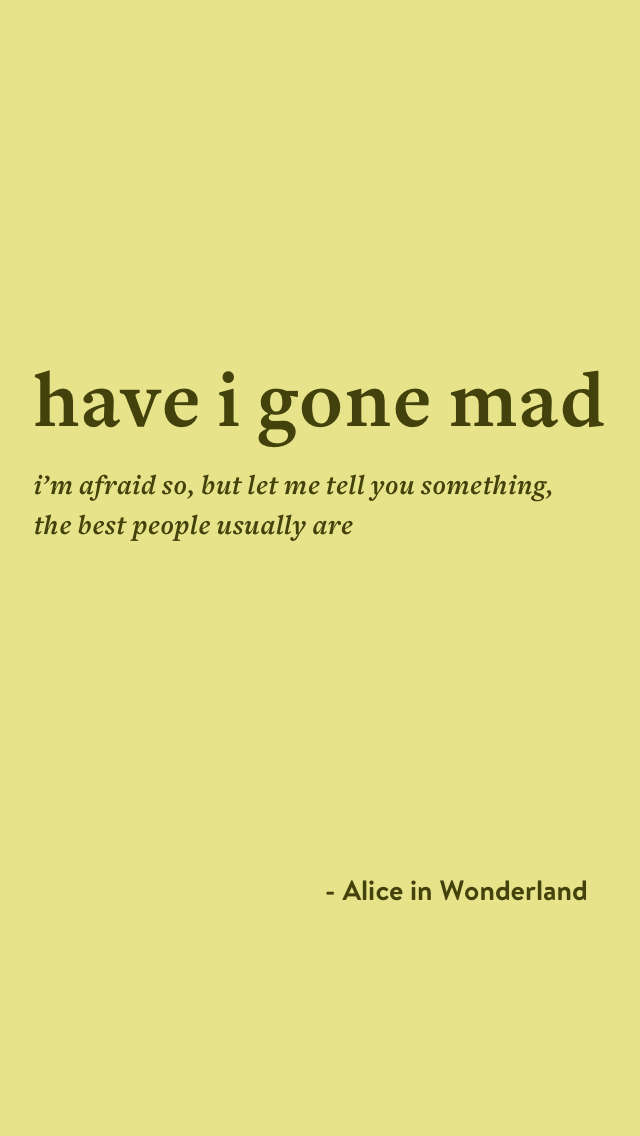 have i gone mad
i’m afraid so, but let me tell you something,
the best people usually are
- Alice in Wonderland